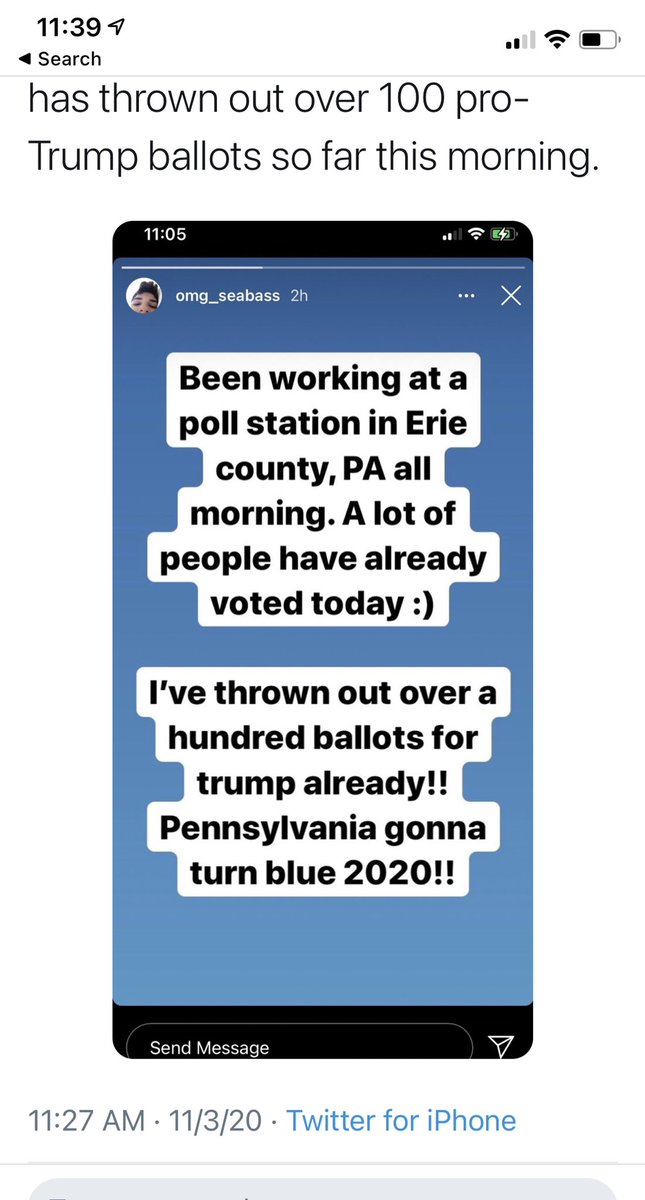 11:39
Search
has thrown out over 100 pro-
Trump ballots so far this morning.
11:05
omg_seabass 2h
Been working at a
poll station in Erie
county, PA all
morning. A lot of
people have already
voted today :)
I've thrown out over a
hundred ballots for
trump already!!
Pennsylvania gonna
turn blue 2020!!
Send Message
11:27 AM · 11/3/20 · Twitter for iPhone